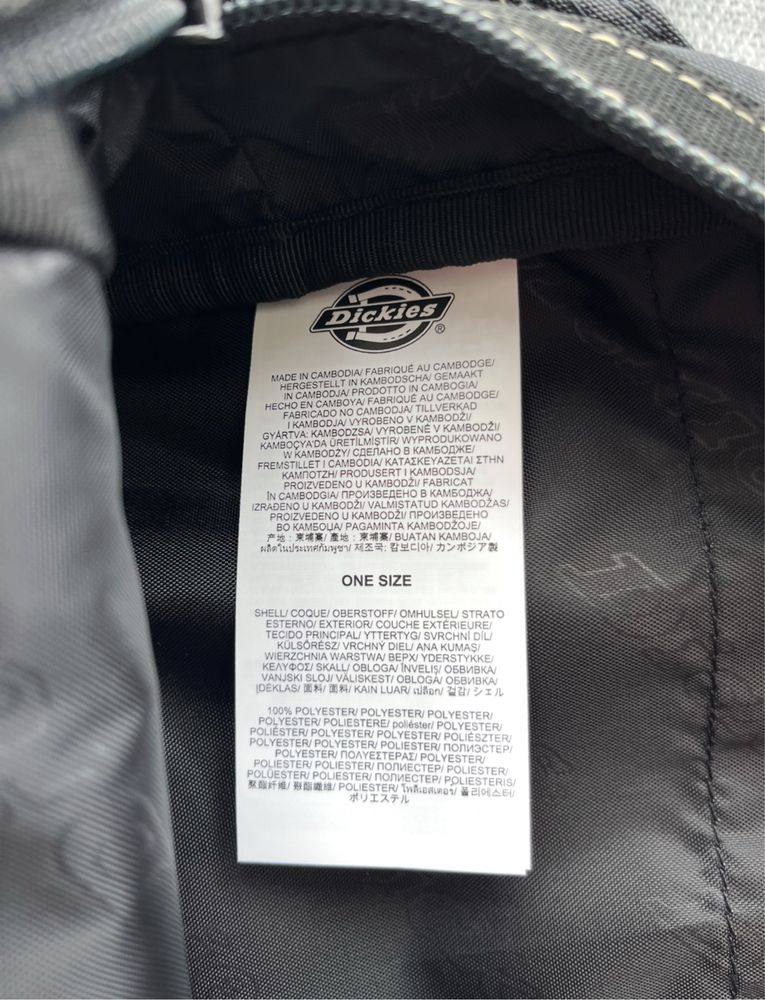 Dickies®
MADE IN CAMBODIA/ FABRIQUÉ AU CAMBODGE/
HERGESTELLT IN KAMBODSCHA/ GEMAAKT
IN CAMBODJA/ PRODOTTO IN CAMBOGIA/
HECHO EN CAMBOYA/ FABRIQUÉ AU CAMBODGE/
FABRICADO NO CAMBODJA/ TILLVERKAD
I KAMBODJA/ VYROBENO V KAMBODŽI/
GYÁRTVA: KAMBODZSA/ VYROBENÉ V KAMBODŽI/
KAMBOÇYA'DA ÜRETİLMİŞTİR/ WYPRODUKOWANO
W KAMBODŻY/ СДЕЛАНО В КАМБОДЖЕ/
FREMSTILLET I CAMBODIA/ ΚΑΤΑΣΚΕΥΑΖΕΤΑΙ ΣΤΗΝ
ΚΑΜΠΟΤΖΗ/ PRODUSERT I KAMBODSJA/
PROIZVEDENO U KAMBODŽI/ FABRICAT
ÎN CAMBODGIA/ ПРОИЗВЕДЕНО В КАМБОДЖА/
IZRAĐENO U KAMBODŽI/ VALMISTATUD KAMBODŽAS/
PROIZVEDENO U KAMBODŽI/ ПРОИЗВЕДЕНО
ВО КАМБОЏА/ PAGAMINTA KAMBODŽOJE/
产地：柬埔寨/ 產地：柬埔寨/ BUATAN KAMBOJA/
ผลิตในประเทศกัมพูชา/ 제조국: 캄보디아/ カンボジア製
ONE SIZE
SHELL/ COQUE/ OBERSTOFF/ OMHULSEL/ STRATO
ESTERNO/ EXTERIOR/ COUCHE EXTÉRIEURE/
TECIDO PRINCIPAL/ YTTERTYG/ SVRCHNÍ DÍL/
KÜLSŐRÉSZ/ VRCHNÝ DIEL/ ANA KUMAŞ/
WIERZCHNIA WARSTWA/ ВЕРХ/ YDERSTYKKE/
ΚΕΛΥΦΟΣ/ SKALL/ OBLOGA/ ÎNVELIŞ/ ОБВИВКА/
VANJSKI SLOJ/ VÄLISKEST/ OBLOGA/ ОБВИВКА/
ĮDĖKLAS/ 面料/ 面料/ KAIN LUAR/ เปลือก/ 겉감/ シェル
100% POLYESTER/ POLYESTER/ POLYESTER/
POLYESTER/ POLIESTERE/ poliéster/ POLYESTER/
POLIÉSTER/ POLYESTER/ POLYESTER/ POLIÉSZTER/
POLYESTER/ POLYESTER/ POLIESTER/ ПОЛИЭСТЕР/
POLYESTER/ ΠΟΛΥΕΣΤΕΡΑΣ/ POLYESTER/
POLIESTER/ POLIESTER/ ПОЛИЕСТЕР/ POLIESTER/
POLÜESTER/ POLIESTER/ ПОЛИЕСТЕР/ POLIESTERIS/
聚酯纤维/ 聚酯纖維/ POLIESTER/ โพลีเอสเตอร์/ 폴리에스터/
ポリエステル